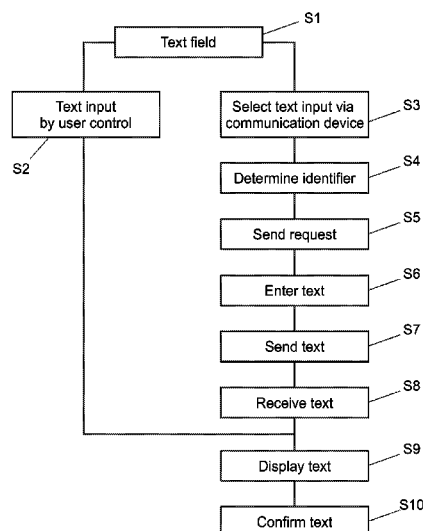 S1
Text field
Text input
by user control
S2
Select text input via
communication device
S3
Determine identifier
S4
Send request
S5
Enter text
S6
Send text
S7
Receive text
S8
Display text
S9
Confirm text
S10